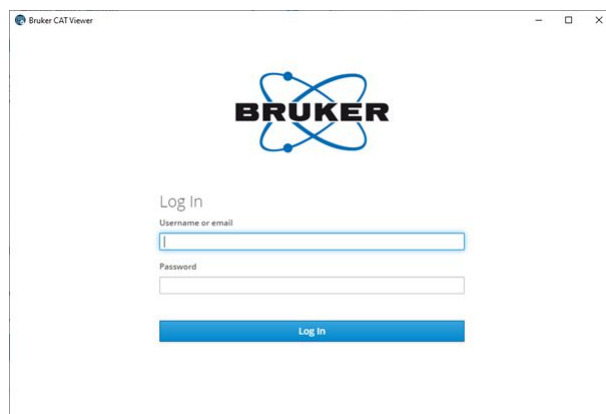 Bruker CAT Viewer
BRUKER
Log In
Username or email
Password
Log In